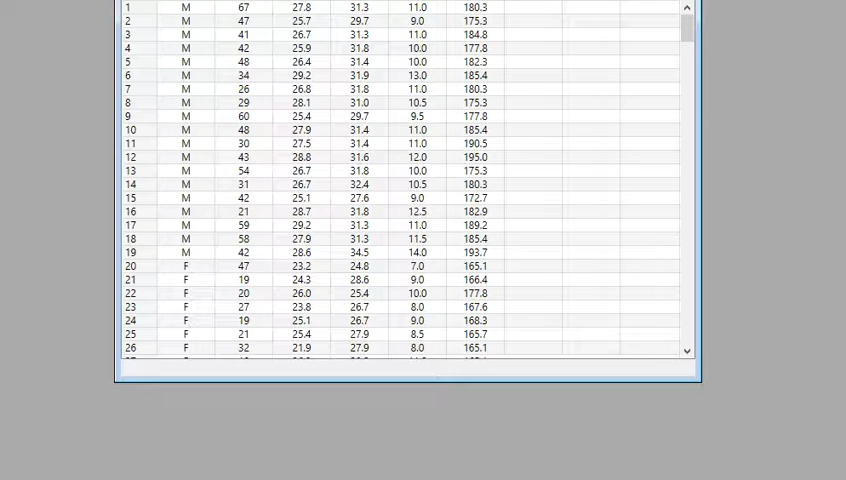 1 M 67 27.8 31.3 11.0 180.3
2 M 47 25.7 29.7 9.0 175.3
3 M 41 26.7 31.3 11.0 184.8
4 M 42 25.9 31.8 10.0 177.8
5 M 48 26.4 31.4 10.0 182.3
6 M 34 29.2 31.9 13.0 185.4
7 M 26 26.8 31.8 11.0 180.3
8 M 29 28.1 31.0 10.5 175.3
9 M 60 25.4 29.7 9.5 177.8
10 M 48 27.9 31.4 11.0 185.4
11 M 30 27.5 31.4 11.0 190.5
12 M 43 28.8 31.6 12.0 195.0
13 M 54 26.7 31.8 10.0 175.3
14 M 31 26.7 32.4 10.5 180.3
15 M 42 25.1 27.6 9.0 172.7
16 M 21 28.7 31.8 12.5 182.9
17 M 59 29.2 31.3 11.0 189.2
18 M 58 27.9 31.3 11.5 185.4
19 M 42 28.6 34.5 14.0 193.7
20 F 47 23.2 24.8 7.0 165.1
21 F 19 24.3 28.6 9.0 166.4
22 F 20 26.0 25.4 10.0 177.8
23 F 27 23.8 26.7 8.0 167.6
24 F 19 25.1 26.7 9.0 168.3
25 F 21 25.4 27.9 8.5 165.7
26 F 32 21.9 27.9 8.0 165.1